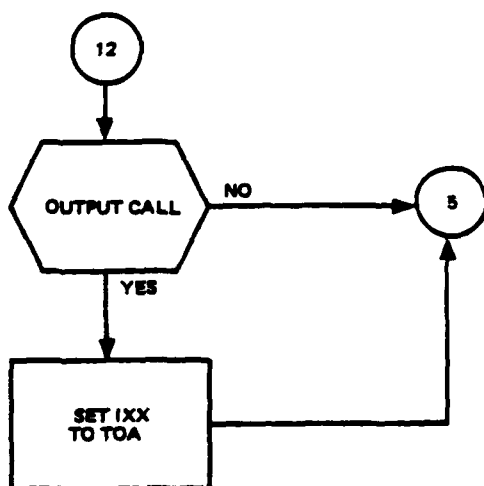 12
OUTPUT CALL
NO
5
YES
SET IXX
TO TOA